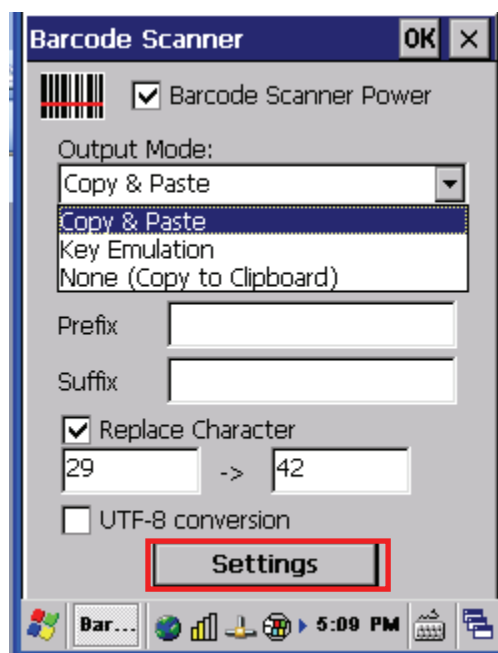 Barcode Scanner OK
Barcode Scanner Power
Output Mode:
Copy & Paste
Copy & Paste
Key Emulation
None (Copy to Clipboard)
Prefix
Suffix
Replace Character
29 -> 42
UTF-8 conversion
Settings
Bar... 5:09 PM